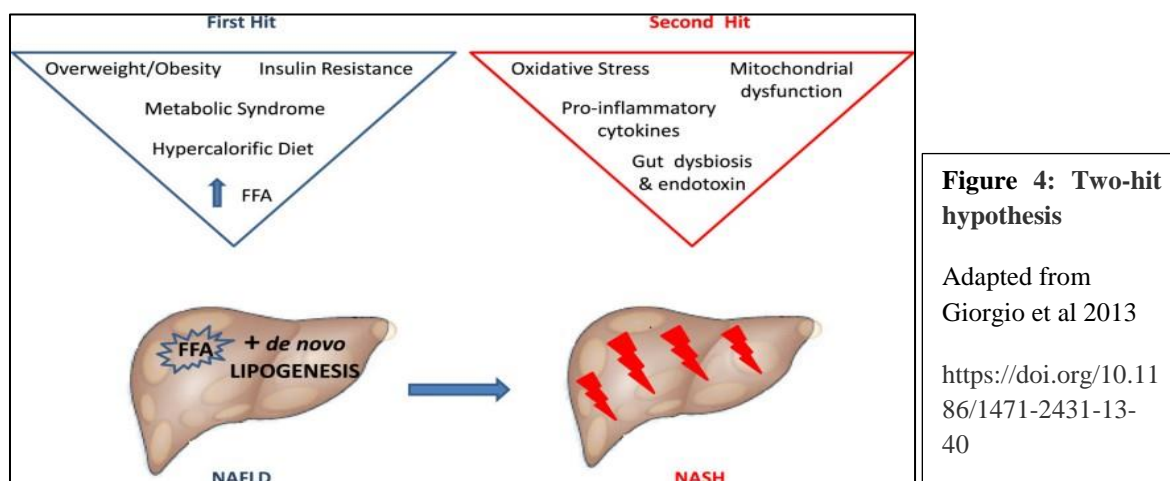 First Hit
Overweight/Obesity Insulin Resistance
Metabolic Syndrome
Hypercalorific Diet
FFA
Second Hit
Oxidative Stress Mitochondrial
dysfunction
Pro-inflammatory
cytokines
Gut dysbiosis
& endotoxin
FFA + de novo
LIPOGENESIS
NAFLD
NASH
Figure 4: Two-hit
hypothesis
Adapted from
Giorgio et al 2013
https://doi.org/10.11
86/1471-2431-13-
40